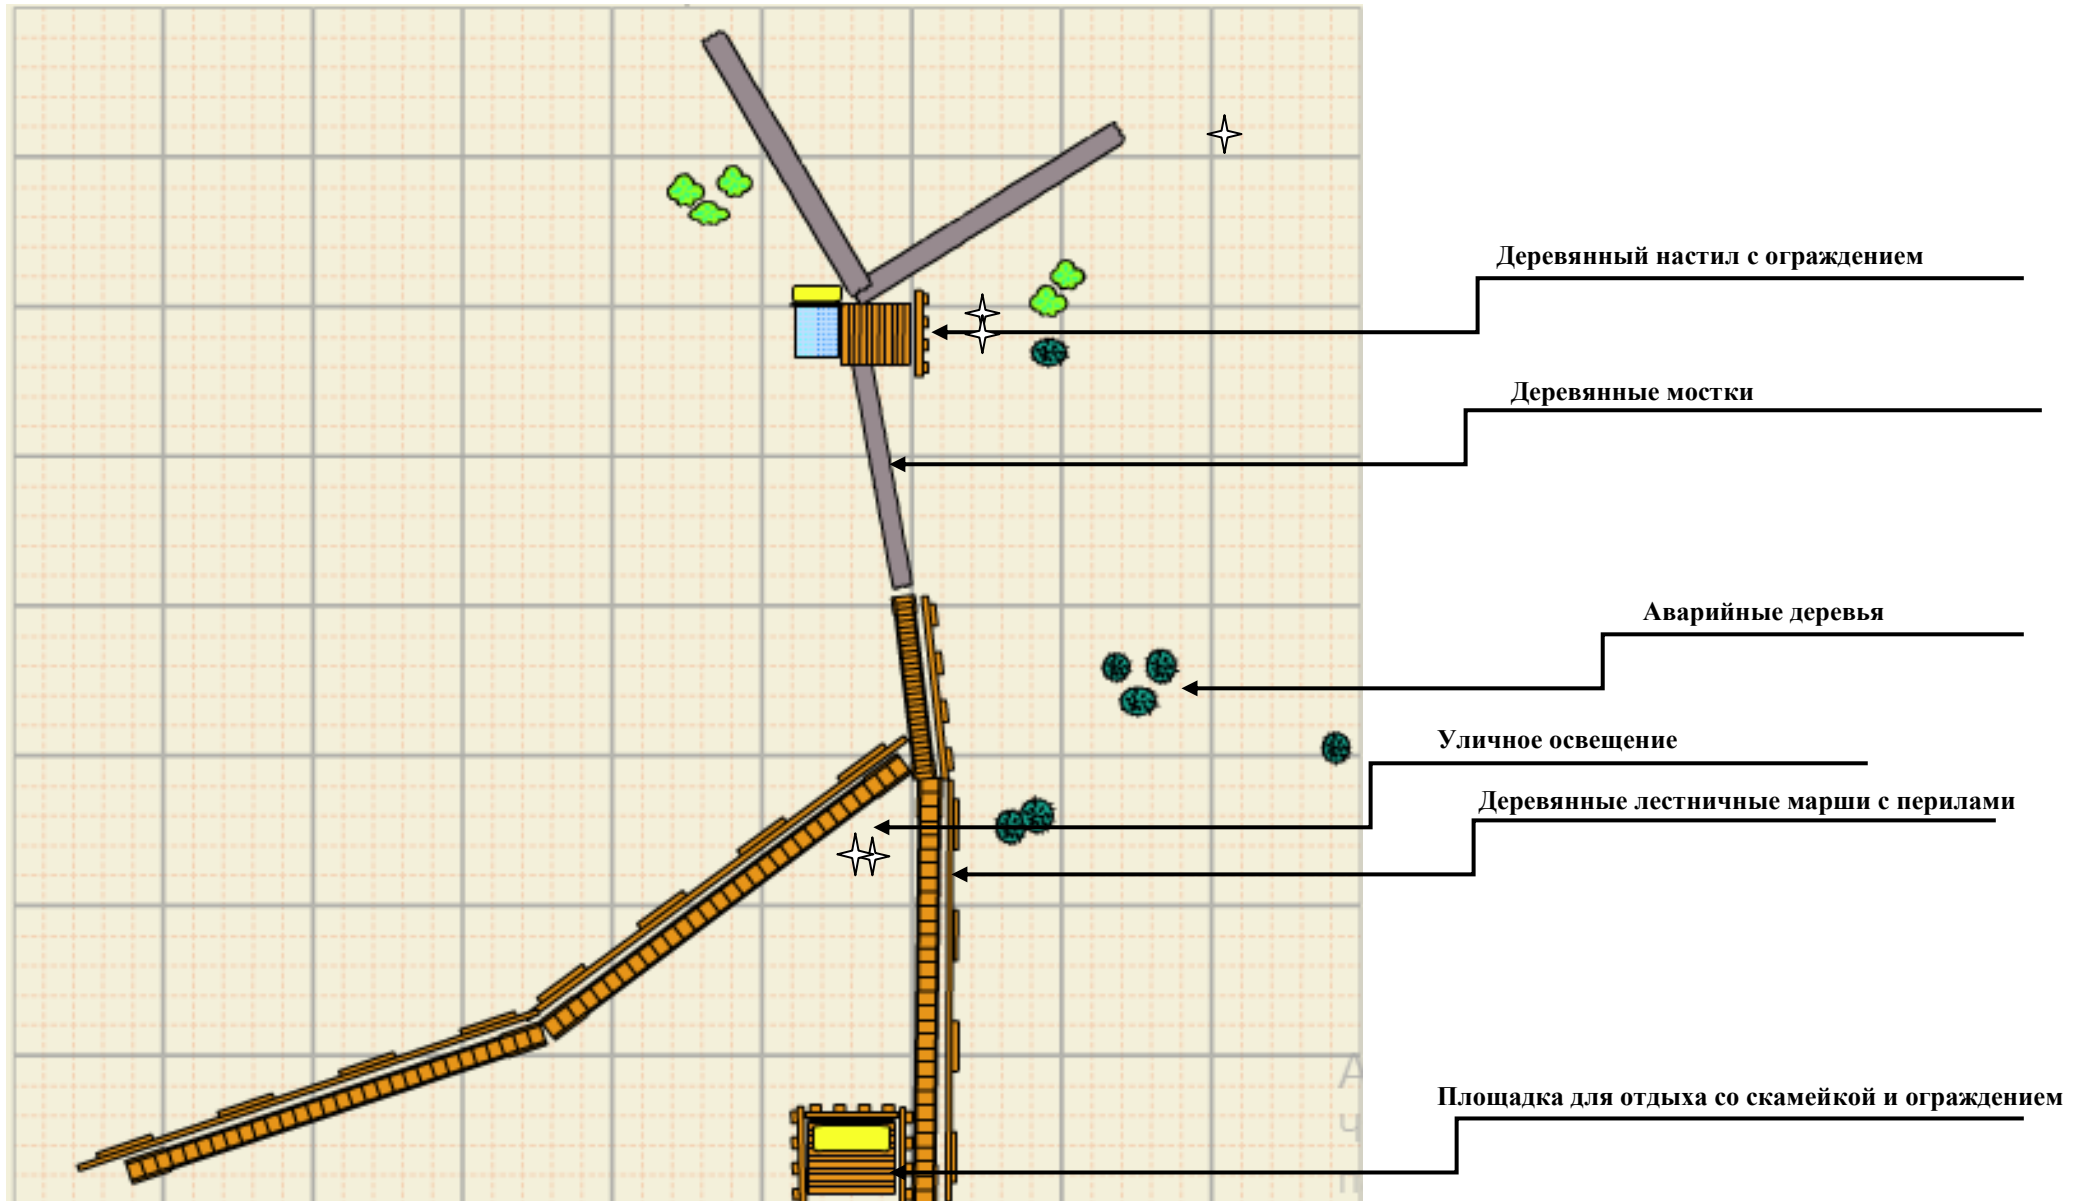 Деревянный настил с ограждением
Деревянные мостки
Аварийные деревья
Уличное освещение
Деревянные лестничные марши с перилами
Площадка для отдыха со скамейкой и ограждением